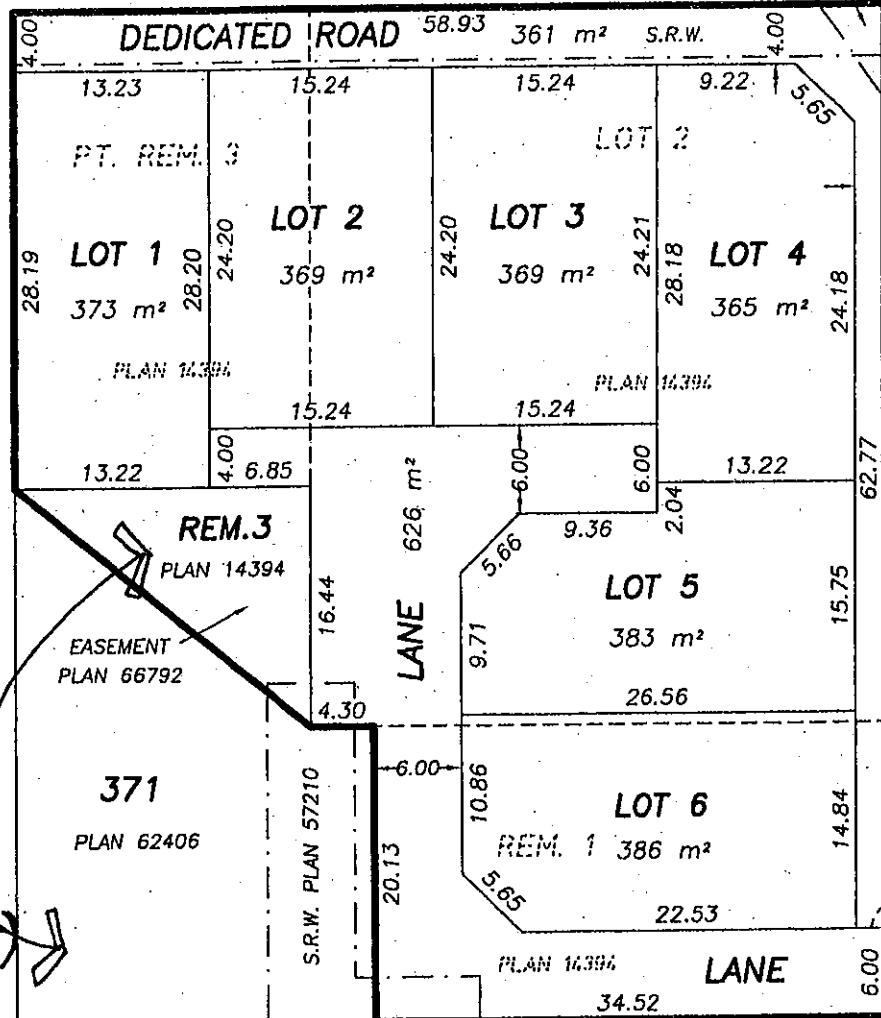 4.00 DEDICATED ROAD 58.93 361 m² S.R.W. 4.00
13.23 15.24 15.24 9.22 5.65
PT. REM. 3 LOT 2
LOT 1 LOT 2 LOT 3 LOT 4
373 m² 369 m² 369 m² 365 m²
28.19 28.20 24.20 24.20 24.21 28.18 24.18
PLAN 14394 PLAN 14394
15.24 15.24
13.22 4.00 6.85 626 m² 6.00 6.00 13.22 62.77
REM.3 9.36 2.04
PLAN 14394 5.66
LOT 5
16.44 LANE 9.71 383 m² 15.75
EASEMENT
PLAN 66792
26.56
4.30
6.00
371 LOT 6
PLAN 62406 S.R.W. PLAN 57210 10.86 REM. 1 386 m² 14.84
20.13 5.65
22.53
PLAN 14394 LANE 6.00
34.52